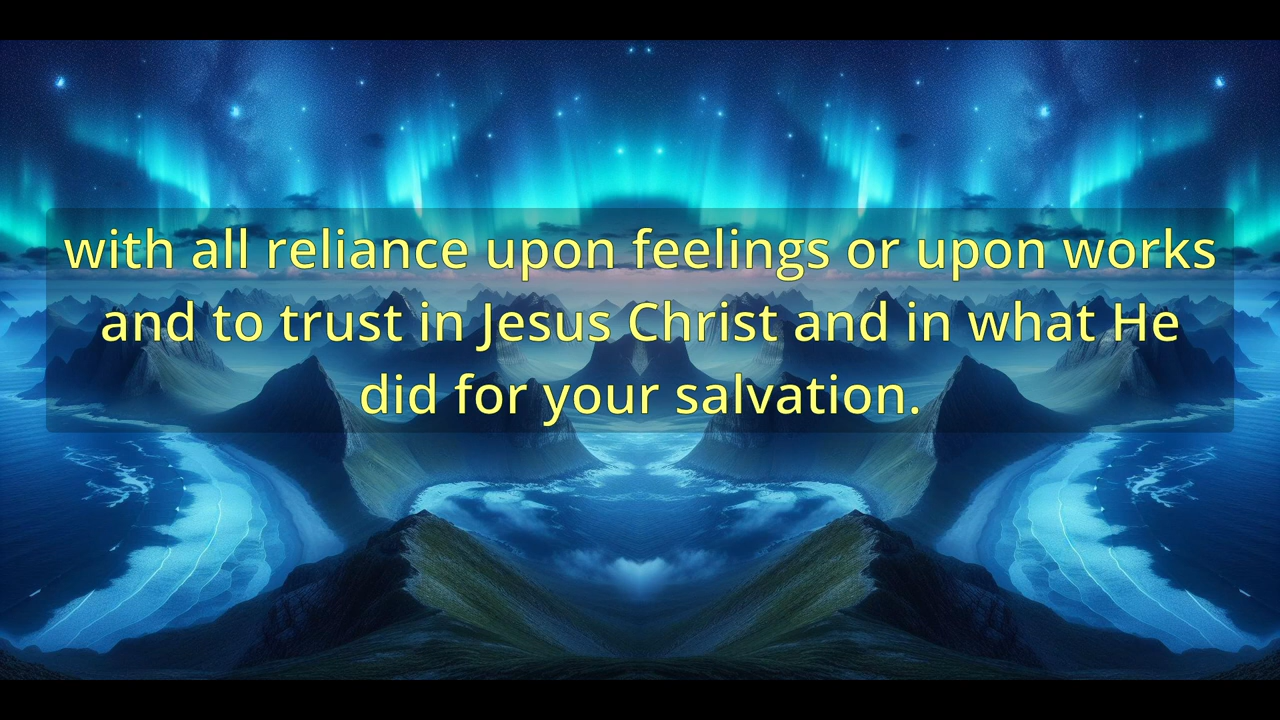 with all reliance upon feelings or upon works
and to trust in Jesus Christ and in what He
did for your salvation.